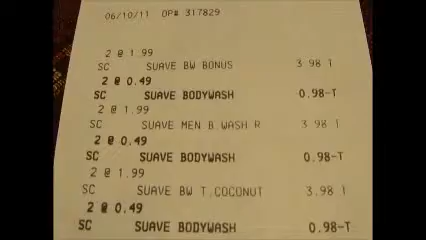 06/10/11 OP# 317829
2 @ 1.99
SC SUAVE BW BONUS 3 98 T
2 @ 0.49
SC SUAVE BODYWASH 0.98-T
2 @ 1.99
SC SUAVE MEN B WASH R 3 98 T
2 @ 0.49
SC SUAVE BODYWASH 0.98-T
2 @ 1.99
SC SUAVE BW T.COCONUT 3.98 T
2 @ 0.49
SC SUAVE BODYWASH 0.98-T